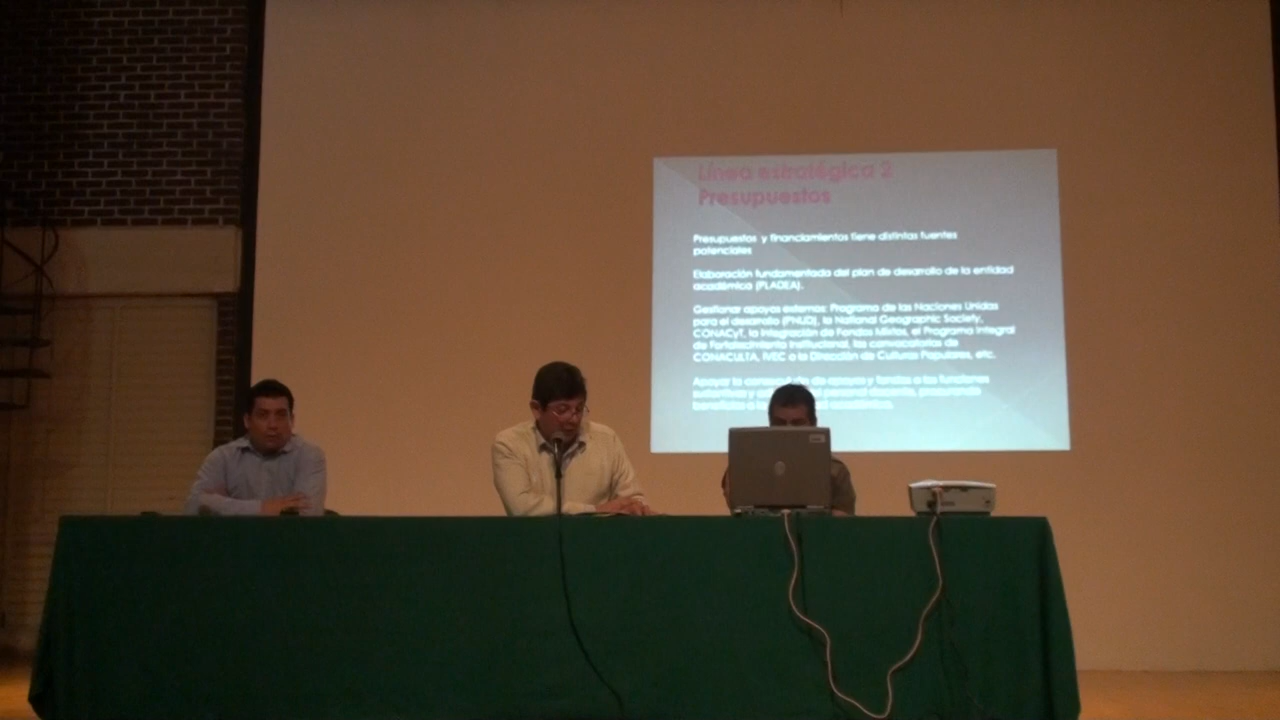 Línea estratégica 2
Presupuestos
Presupuestos y financiamientos tiene distintas fuentes
potenciales
Elaboración fundamentada del plan de desarrollo de la entidad
académica (PLADEA).
Gestionar apoyos externos: Programa de las Naciones Unidas
para el desarrollo (PNUD), la National Geographic Society,
CONACyT, la Integración de Fondos Mixtos, el Programa Integral
de Fortalecimiento Institucional, las convocatorias de
CONACULTA, IVEC o la Dirección de Culturas Populares, etc.
Apoyar la de apoyos y fondos a las funciones